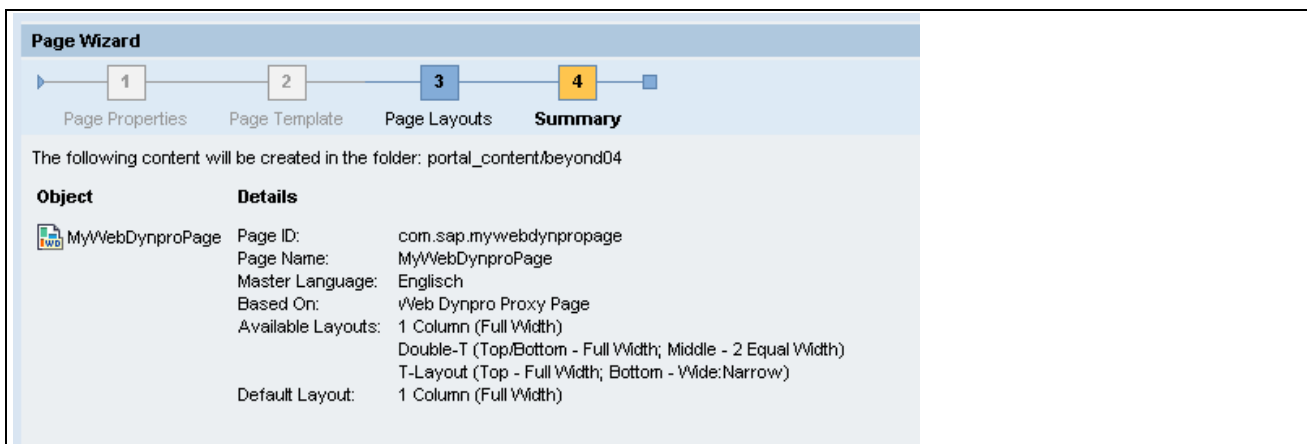 Page Wizard
1 2 3 4
Page Properties Page Template Page Layouts Summary
The following content will be created in the folder: portal_content/beyond04
Object Details
MyWebDynproPage Page ID: com.sap.mywebdynpropage
Page Name: MyWebDynproPage
Master Language: Englisch
Based On: Web Dynpro Proxy Page
Available Layouts: 1 Column (Full Width)
Double-T (Top/Bottom - Full Width; Middle - 2 Equal Width)
T-Layout (Top - Full Width; Bottom - Wide:Narrow)
Default Layout: 1 Column (Full Width)